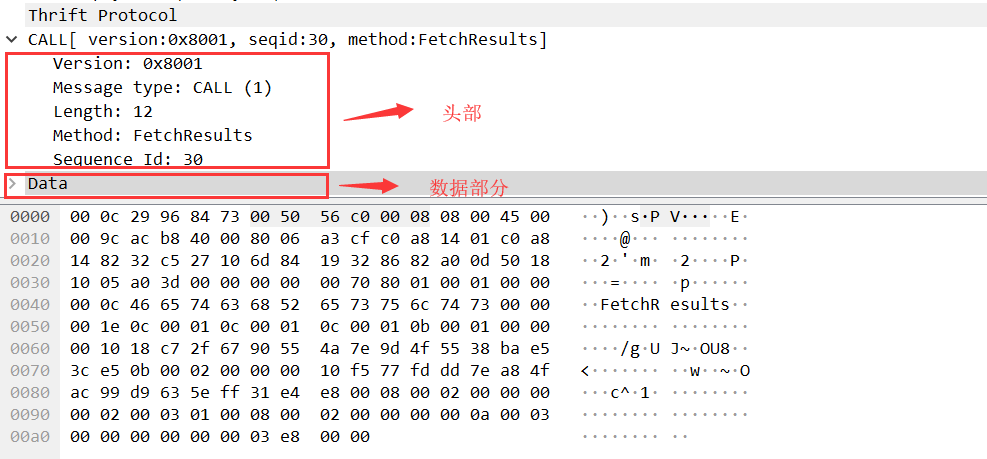 Thrift Protocol
CALL[ version:0x8001, seqid:30, method:FetchResults]
Version: 0x8001
Message type: CALL (1)
Length: 12
头部
Method: FetchResults
Sequence Id: 30
Data
数据部分
0000 00 0c 29 96 84 73 00 50 56 c0 00 08 08 00 45 00 ··)··s·P V·····E·
0010 00 9c ac b8 40 00 80 06 a3 cf c0 a8 14 01 c0 a8 ····@··· ········
0020 14 82 32 c5 27 10 6d 84 19 32 86 82 a0 0d 50 18 ··2·'·m· ·2····P·
0030 10 05 a0 3d 00 00 00 00 00 70 80 01 00 01 00 00 ···=···· ·p······
0040 00 0c 46 65 74 63 68 52 65 73 75 6c 74 73 00 00 ··FetchR esults··
0050 00 1e 0c 00 01 0c 00 01 0c 00 01 0b 00 01 00 00 ········ ········
0060 00 10 18 c7 2f 67 90 55 4a 7e 9d 4f 55 38 ba e5 ····/g·U J~·OU8··
0070 3c e5 0b 00 02 00 00 00 10 f5 77 fd dd 7e a8 4f <······· ··w··~·O
0080 ac 99 d9 63 5e ff 31 e4 e8 00 08 00 02 00 00 00 ···c^·1· ········
0090 00 02 00 03 01 00 08 00 02 00 00 00 00 0a 00 03 ········ ········
00a0 00 00 00 00 00 00 03 e8 00 00 ········ ··